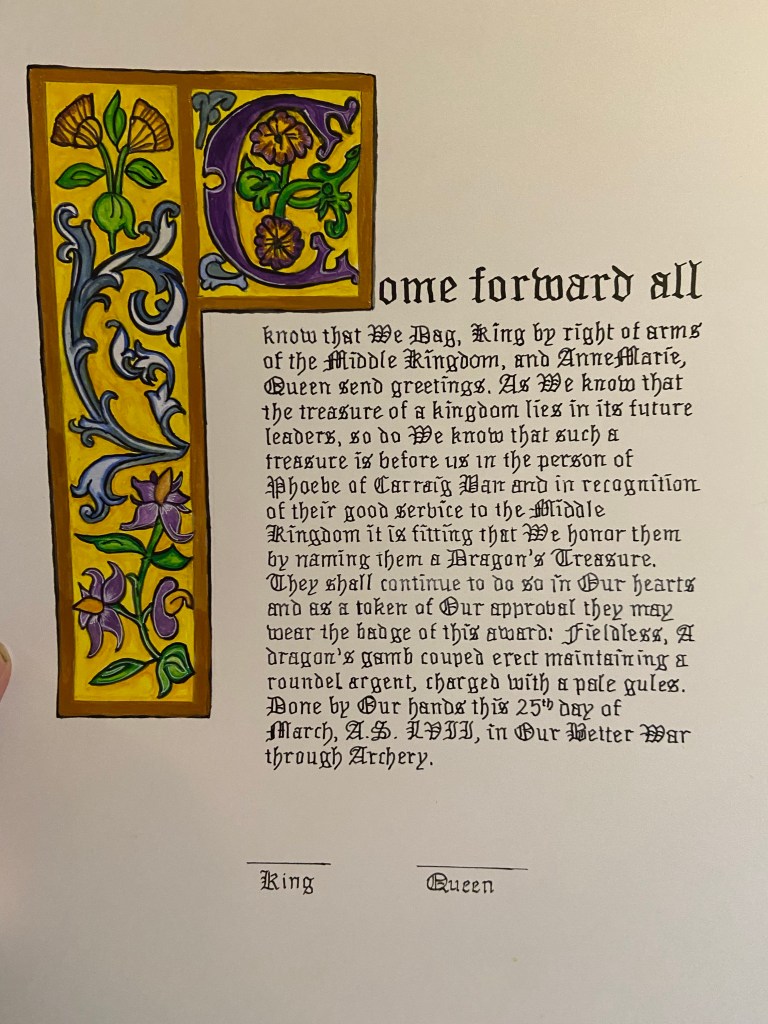 Come forward all
know that We Dag, King by right of arms
of the Middle Kingdom, and AnneMarie,
Queen send greetings. As We know that
the treasure of a kingdom lies in its future
leaders, so do We know that such a
treasure is before us in the person of
Phoebe of Carraig Ban and in recognition
of their good service to the Middle
Kingdom it is fitting that We honor them
by naming them a Dragon's Treasure.
They shall continue to do so in Our hearts
and as a token of Our approval they may
wear the badge of this award: Fieldless, A
dragon's gamb couped erect maintaining a
roundel argent, charged with a pale gules.
Done by Our hands this 25th day of
March, A.S. LVII, in Our Better War
through Archery.
King Queen